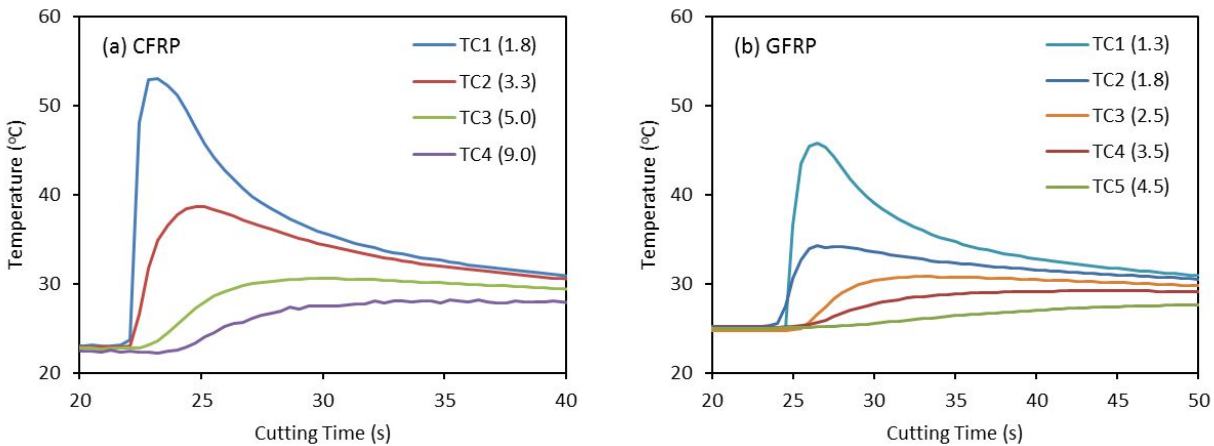 (a) CFRP
TC1 (1.8)
TC2 (3.3)
TC3 (5.0)
TC4 (9.0)
Temperature (°C)
60
50
40
30
20
20 25 30 35 40
Cutting Time (s)
(b) GFRP
TC1 (1.3)
TC2 (1.8)
TC3 (2.5)
TC4 (3.5)
TC5 (4.5)
Temperature (°C)
60
50
40
30
20
20 25 30 35 40 45 50
Cutting Time (s)